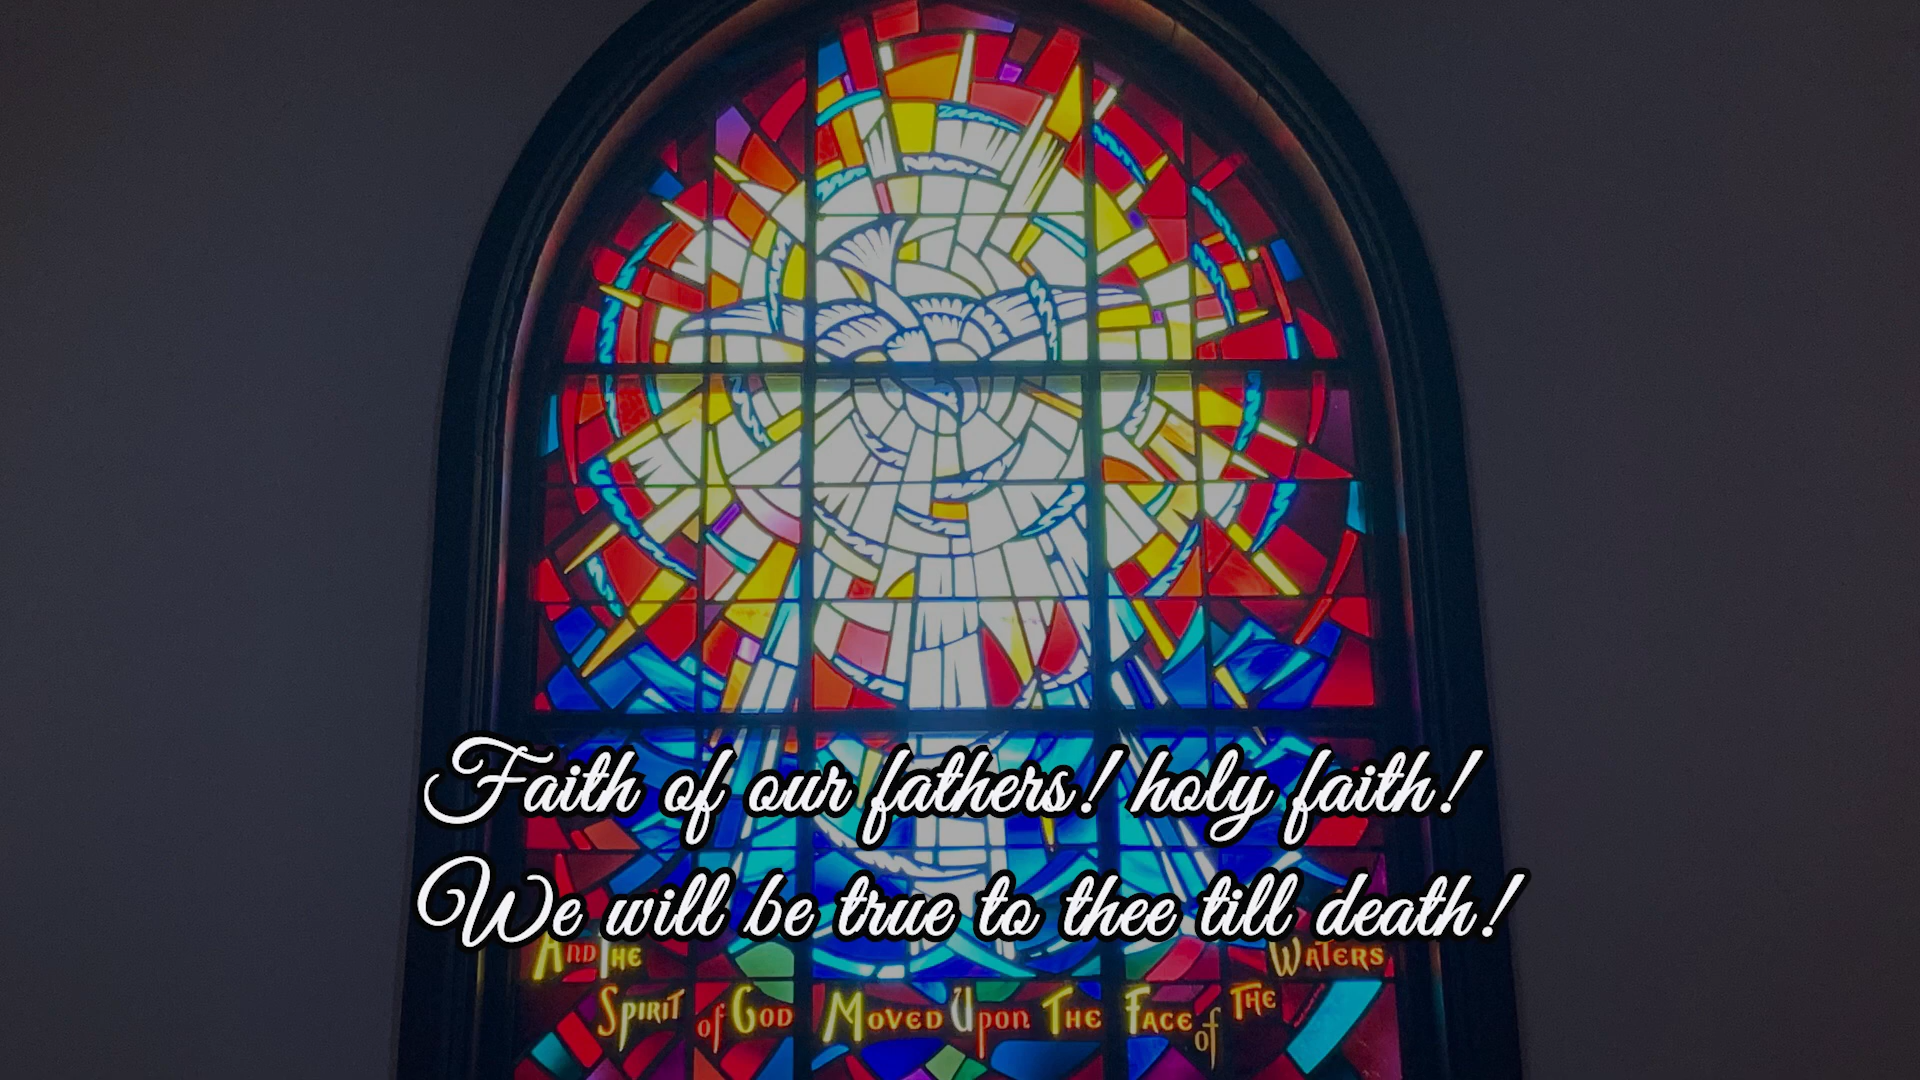 Faith of our fathers! holy faith!
We will be true to thee till death!
And The Waters
Spirit of God Moved Upon The Face of The